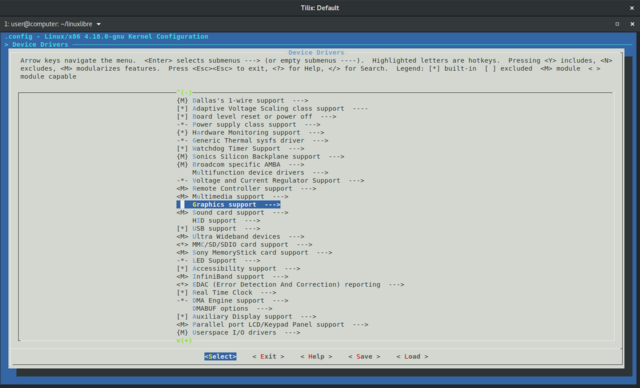 Tilix: Default
1: user@computer: ~/linuxlibre
.config - Linux/x86 4.18.0-gnu Kernel Configuration
> Device Drivers
Device Drivers
Arrow keys navigate the menu.  <Enter> selects submenus ---> (or empty submenus ----).  Highlighted letters are hotkeys.  Pressing <Y> includes, <N>
excludes, <M> modularizes features.  Press <Esc><Esc> to exit, <?> for Help, </> for Search.  Legend: [*] built-in  [ ] excluded  <M> module  < >
module capable
^(-)
{M} Dallas's 1-wire support  --->
[*] Adaptive Voltage Scaling class support  ----
[*] Board level reset or power off  --->
-*- Power supply class support  --->
{*} Hardware Monitoring support  --->
-*- Generic Thermal sysfs driver  --->
[*] Watchdog Timer Support  --->
{M} Sonics Silicon Backplane support  --->
{M} Broadcom specific AMBA  --->
Multifunction device drivers  --->
-*- Voltage and Current Regulator Support  --->
<M> Remote Controller support  --->
<M> Multimedia support  --->
Graphics support  --->
<M> Sound card support  --->
HID support  --->
[*] USB support  --->
<M> Ultra Wideband devices  --->
<*> MMC/SD/SDIO card support  --->
<M> Sony MemoryStick card support  --->
-*- LED Support  --->
[*] Accessibility support  --->
<M> InfiniBand support  --->
<*> EDAC (Error Detection And Correction) reporting  --->
[*] Real Time Clock  --->
-*- DMA Engine support  --->
DMABUF options  --->
[*] Auxiliary Display support  --->
<M> Parallel port LCD/Keypad Panel support  --->
{M} Userspace I/O drivers  --->
v(+)
<Select>    < Exit >    < Help >    < Save >    < Load >